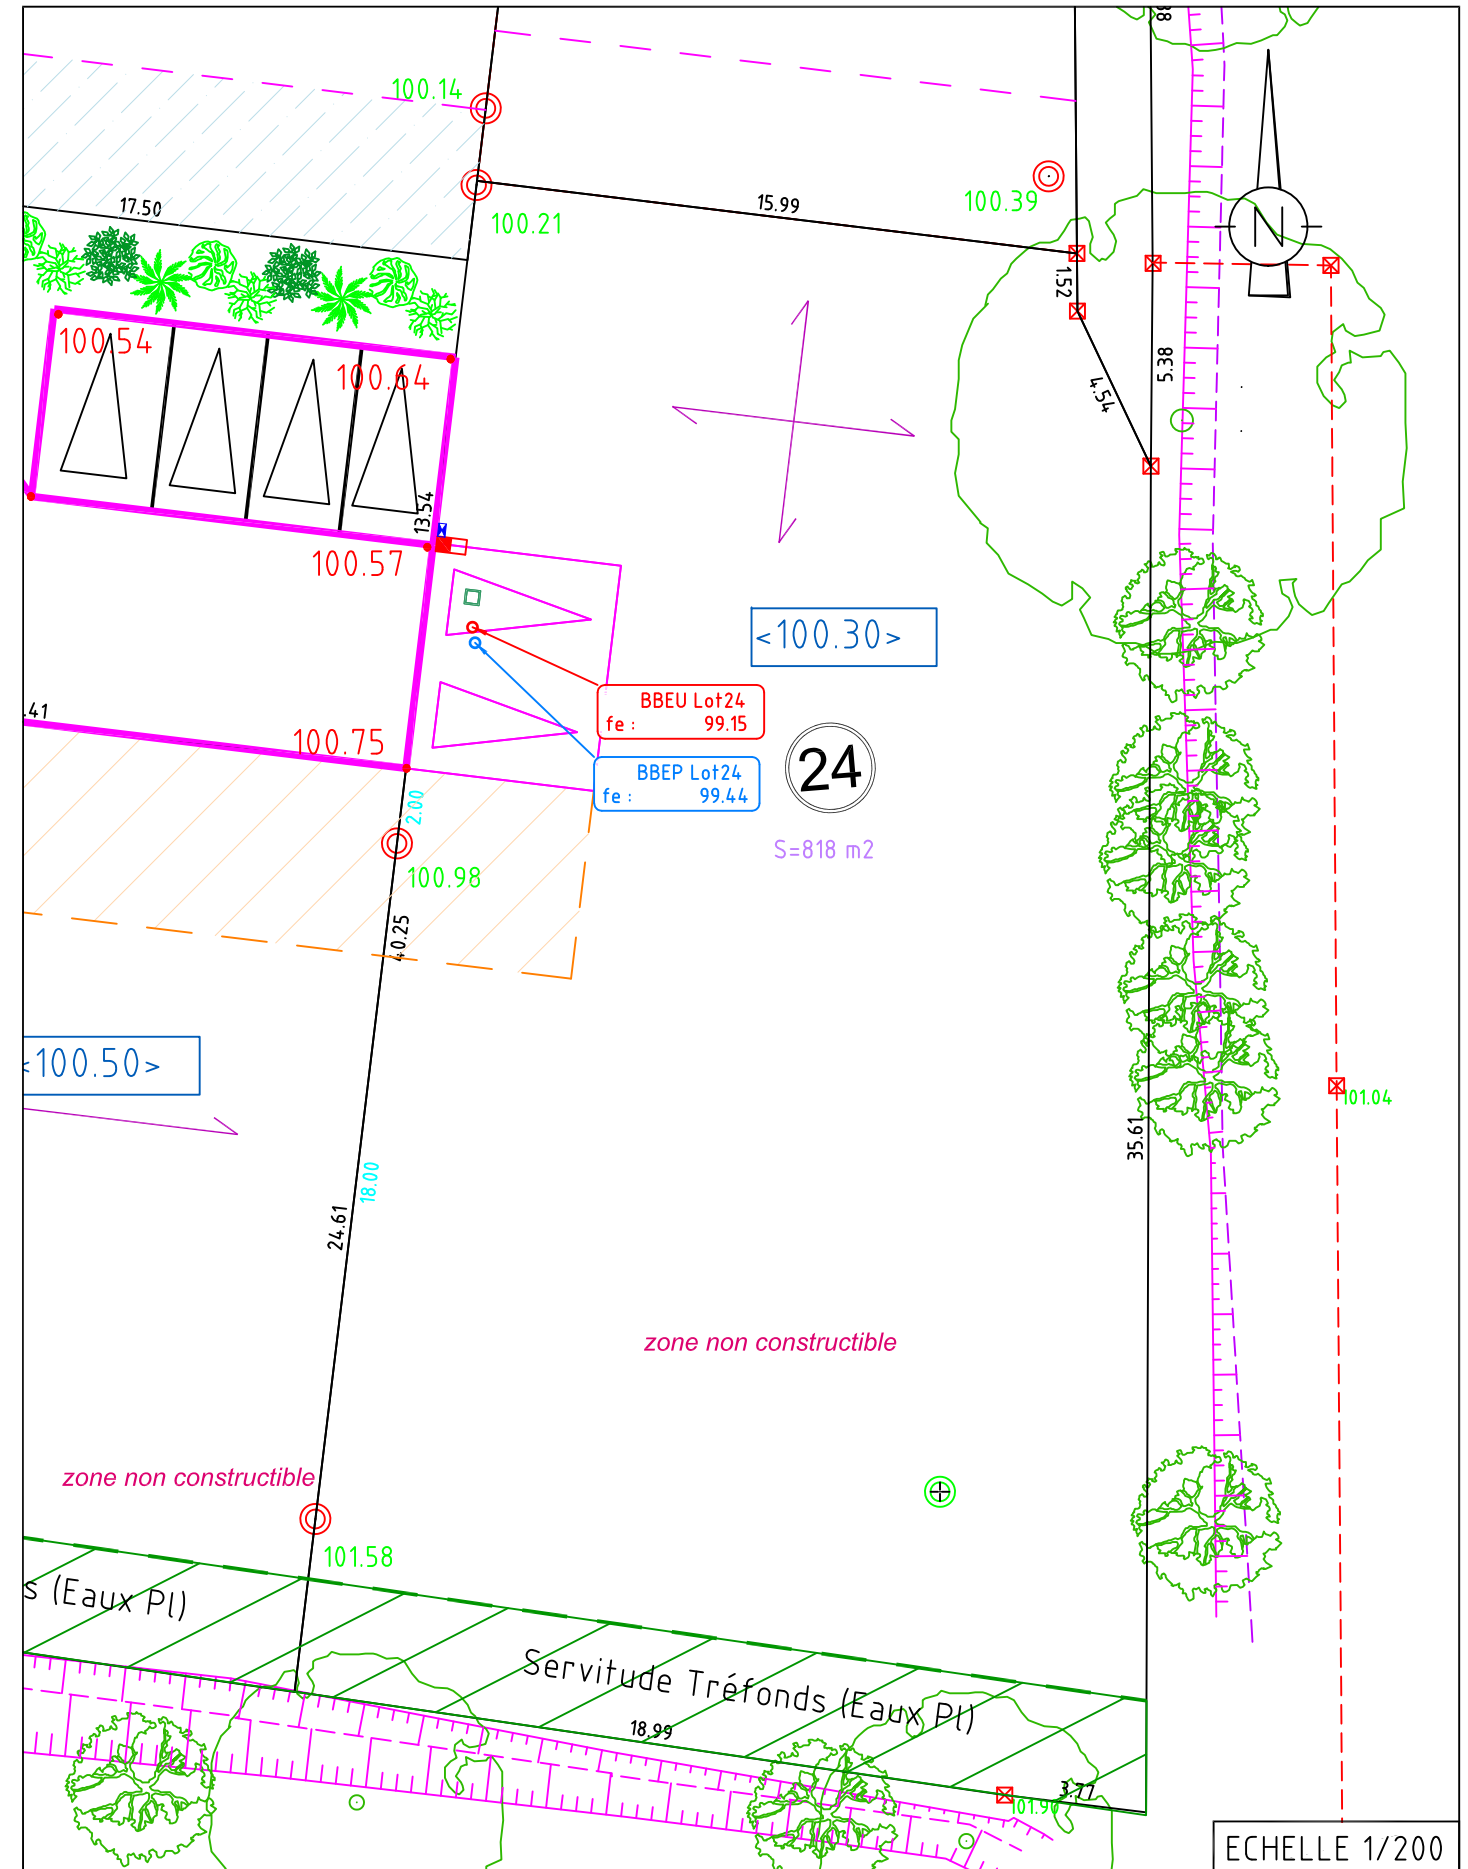 38
100.14
17.50
100.21
15.99
100.39
N
1.52
100.54
100.64
5.38
4.54
13.54
100.57
<100.30>
BBEU Lot24
fe : 99.15
.41
100.75
BBEP Lot24
fe : 99.44
24
2.00
S=818 m2
100.98
40.25
<100.50>
101.04
35.61
18.00
24.61
zone non constructible
zone non constructible
101.58
s (Eaux Pl)
Servitude Tréfonds (Eaux Pl)
18.99
3.77
101.90
ECHELLE 1/200